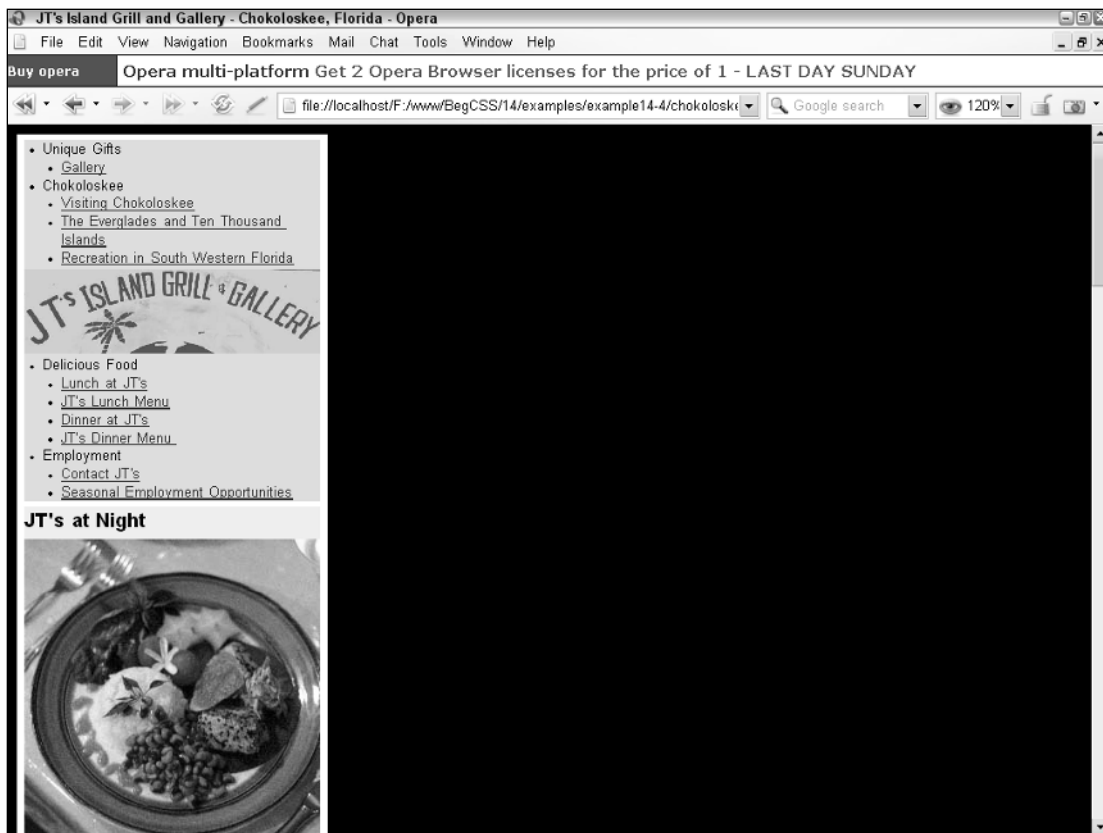 JT's Island Grill and Gallery - Chokoloskee, Florida - Opera
File Edit View Navigation Bookmarks Mail Chat Tools Window Help
Buy opera Opera multi-platform Get 2 Opera Browser licenses for the price of 1 - LAST DAY SUNDAY
file://localhost/F:/www/BegCSS/14/examples/example14-4/chokoloske Google search 120%
Unique Gifts
Gallery
Chokoloskee
Visiting Chokoloskee
The Everglades and Ten Thousand
Islands
Recreation in South Western Florida
JT's ISLAND GRILL & GALLERY
Delicious Food
Lunch at JT's
JT's Lunch Menu
Dinner at JT's
JT's Dinner Menu
Employment
Contact JT's
Seasonal Employment Opportunities
JT's at Night